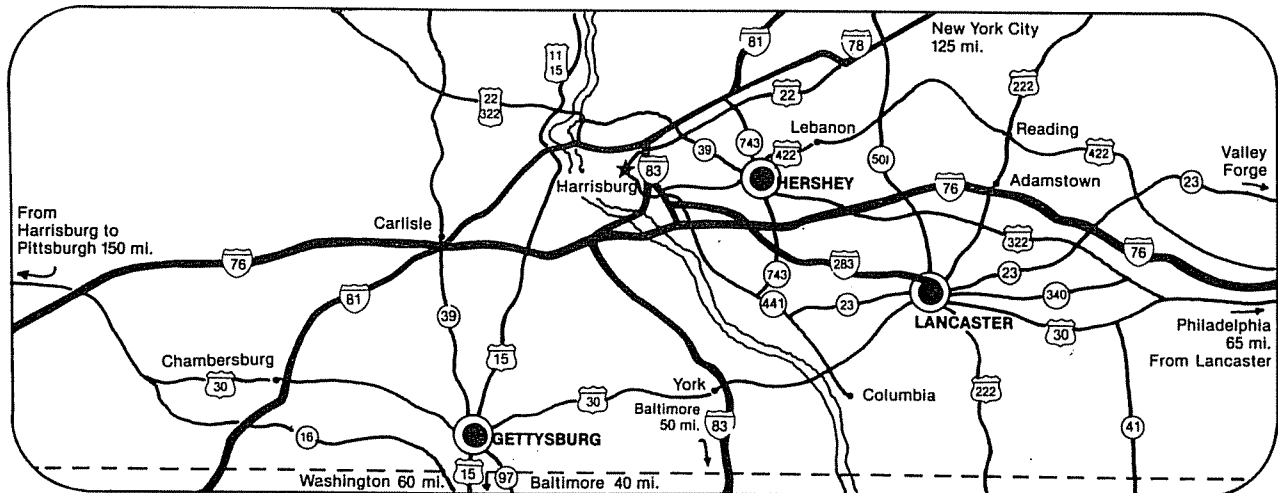 New York City
125 mi.
81
78
11
15
22
322
22
222
Lebanon
Reading
39
743
422
501
422
Valley
Forge
83
Harrisburg
HERSHEY
76
Adamstown
23
From
Harrisburg to
Pittsburgh 150 mi.
Carlisle
76
322
76
743
283
23
81
441
23
340
39
LANCASTER
30
Philadelphia
65 mi.
From Lancaster
15
Chambersburg
30
York
Columbia
222
30
Baltimore
50 mi.
83
41
GETTYSBURG
16
Washington 60 mi.
15
97
Baltimore 40 mi.